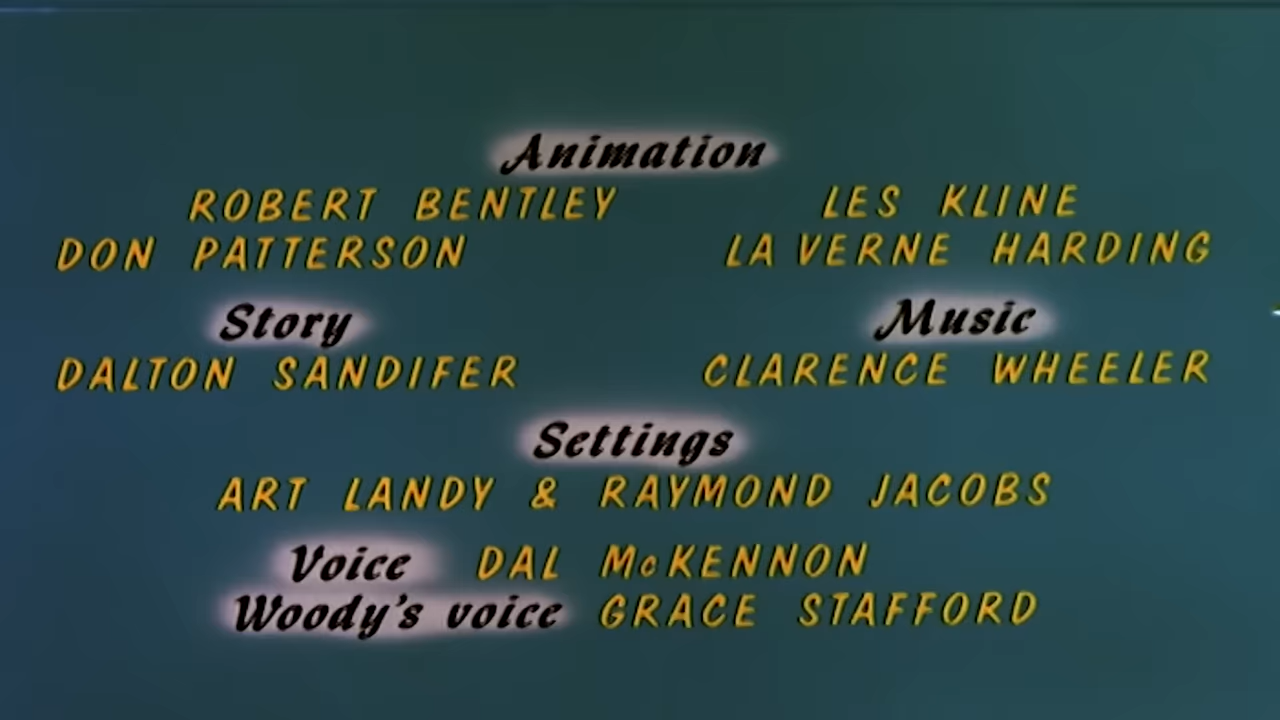 Animation
ROBERT BENTLEY LES KLINE
DON PATTERSON LA VERNE HARDING
Story Music
DALTON SANDIFER CLARENCE WHEELER
Settings
ART LANDY & RAYMOND JACOBS
Voice DAL McKENNON
Woody's voice GRACE STAFFORD